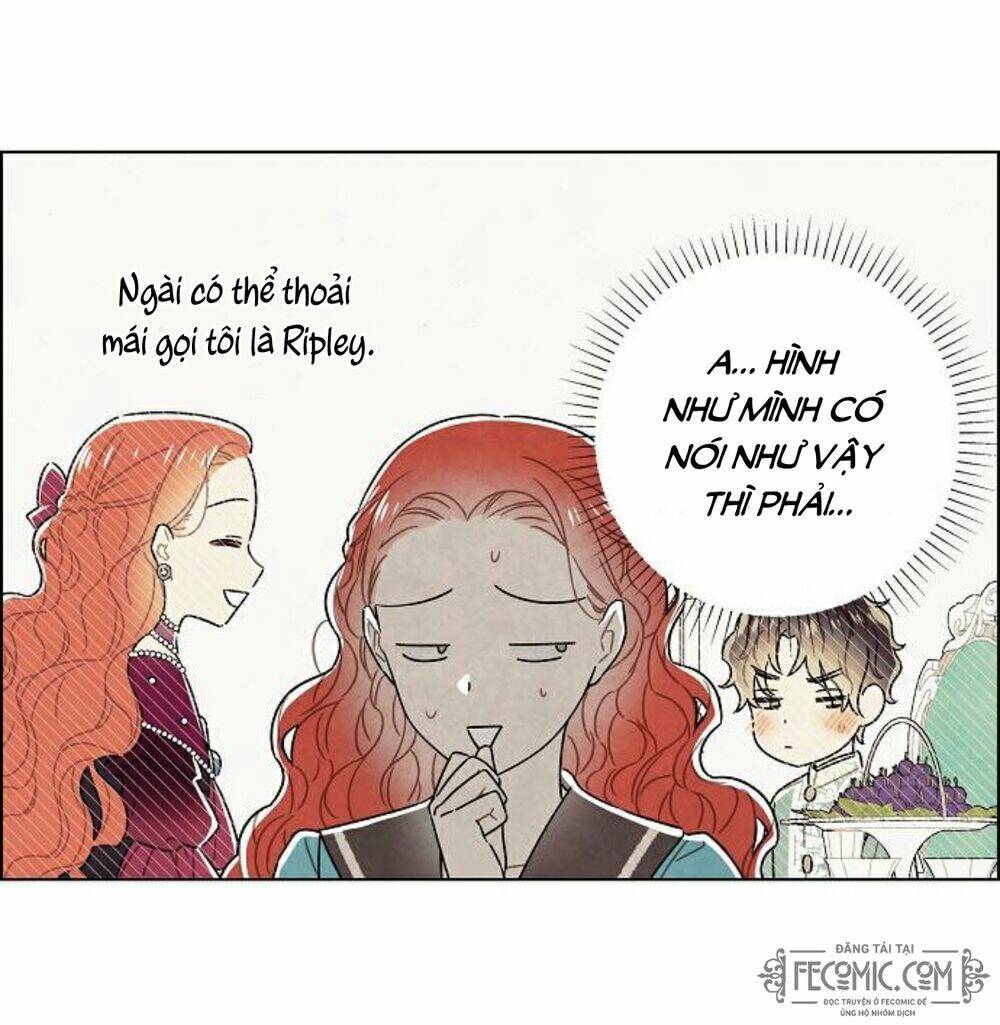 Ngài có thể thoải
mái gọi tôi là Ripley.
A... HÌNH
NHƯ MÌNH CÓ
NÓI NHƯ VẬY
THÌ PHẢI...
ĐĂNG TẢI TẠI
FECOMIC.COM
ĐỌC TRUYỆN Ở FECOMIC ĐỂ
ỦNG HỘ NHÓM DỊCH